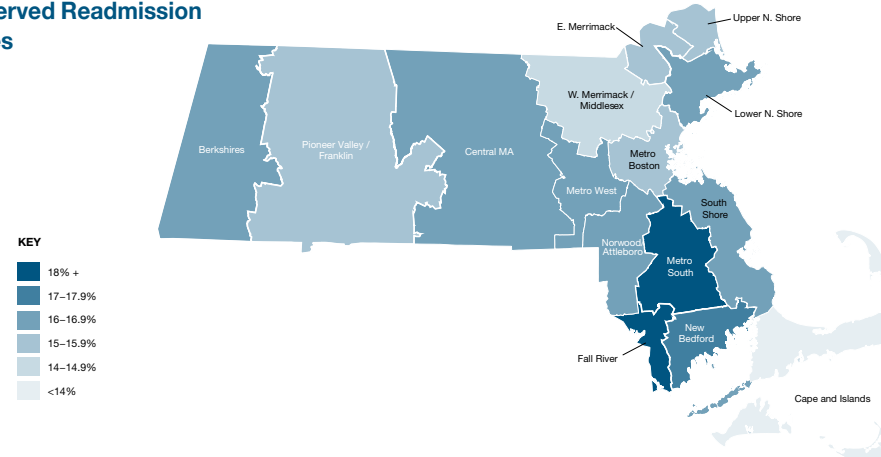 erved Readmission
es
E. Merrimack
Upper N. Shore
W. Merrimack /
Middlesex
Lower N. Shore
Berkshires
Pioneer Valley /
Franklin
Central MA
Metro
Boston
Metro West
South
Shore
Norwood/
Attleboro
Metro
South
New
Bedford
Fall River
Cape and Islands
KEY
18% +
17–17.9%
16–16.9%
15–15.9%
14–14.9%
<14%